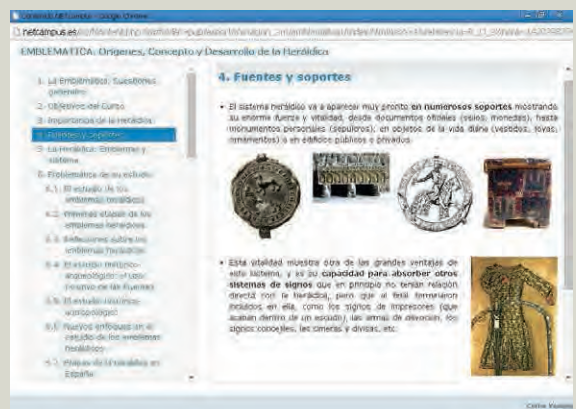 Contenido NETcampus - Google Chrome
netcampus.es
EMBLEMATICA: Orígenes, Concepto y Desarrollo de la Heráldica
1. La Emblemática. Cuestiones
generales
2. Objetivos del Curso
3. Importancia de la Heráldica
4. Fuentes y Soportes
5. La Heráldica: Emblemas y
sistema
6. Problemática de su estudio
6.1. El estudio de los
emblemas heráldicos
6.2. Primeras etapas de los
emblemas heráldicos
6.3. Reflexiones sobre los
emblemas heráldicos
6.4. El estudio histórico-
arqueológico: el uso
de las fuentes
6.5. El estudio histórico-
6.6. Nuevos enfoques en el
estudio de los emblemas
heráldicos
6.7. Etapas de la heráldica en
España
4. Fuentes y soportes
• El sistema heráldico va a aparecer muy pronto en numerosos soportes mostrando
su enorme fuerza y vitalidad, desde documentos oficiales (sellos, monedas), hasta
monumentos personales (sepulcros), en objetos de la vida diaria (vestidos, joyas,
ornamentos) o en edificios públicos o privados.
• Esta vitalidad muestra otra de las grandes ventajas de
este sistema, y es su capacidad para absorber otros
sistemas de signos que en principio no tenían relación
directa con la heráldica, pero que al final terminaron
incluidos en ella, como los signos de impresores (que
acaban dentro de un escudo), las armas de devoción, los
signos concejiles, las cimeras y divisas, etc.